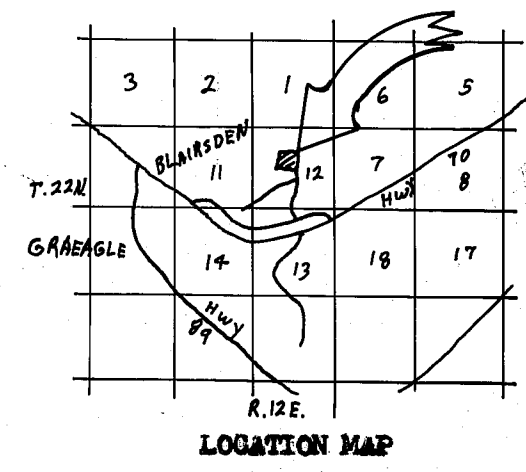 3 2 1 6 5
BLAIRSDEN
11 12 7 HWY 70 8
T. 22N.
GRAEAGLE
14 13 18 17
HWY 89
R. 12 E.
LOCATION MAP